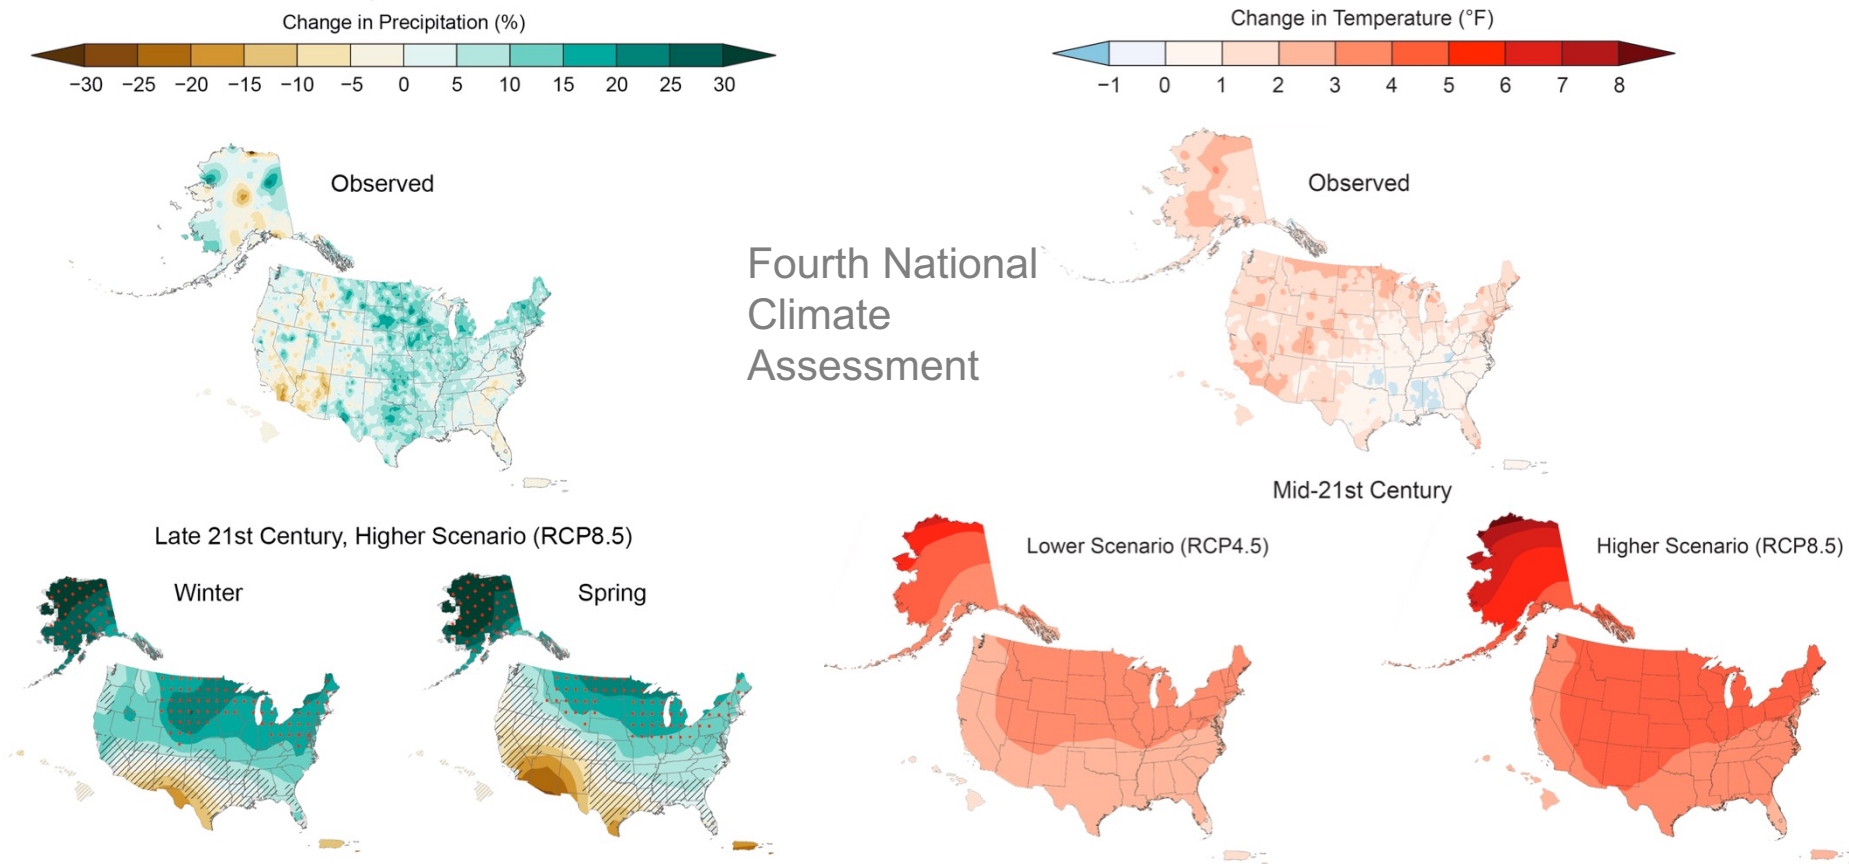 Change in Precipitation (%)
−30 −25 −20 −15 −10 −5 0 5 10 15 20 25 30
Observed
Change in Temperature (°F)
−1 0 1 2 3 4 5 6 7 8
Observed
Fourth National
Climate
Assessment
Late 21st Century, Higher Scenario (RCP8.5)
Winter
Spring
Mid-21st Century
Lower Scenario (RCP4.5)
Higher Scenario (RCP8.5)